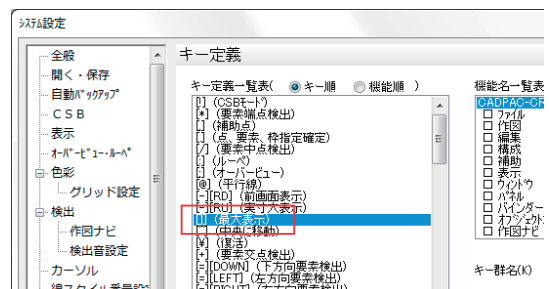 システム設定
全般
開く・保存
自動バックアップ
CSB
表示
オーバービュー・ルーペ
色彩
グリッド設定
検出
作図ナビ
検出音設定
カーソル
キー定義
キー定義一覧表( キー順 機能順 )
[!] (CSBモード)
[*] (要素端点検出)
(補助点)
(点、要素、枠指定確定)
[/] (要素中点検出)
(ルーペ)
(オーバービュー)
[@] (平行線)
[-][RD] (前画面表示)
[-][RU] (実寸大表示)
(最大表示)
(中央に移動)
[¥] (復活)
[+] (要素交点検出)
[=][DOWN] (下方向要素検出)
[=][LEFT] (左方向要素検出)
機能名一覧表
CADPAC-CR
ファイル
作図
編集
構成
補助
表示
ウィンドウ
パネル
バインダー
オブジェクト
作図ナビ
キー群名(K)